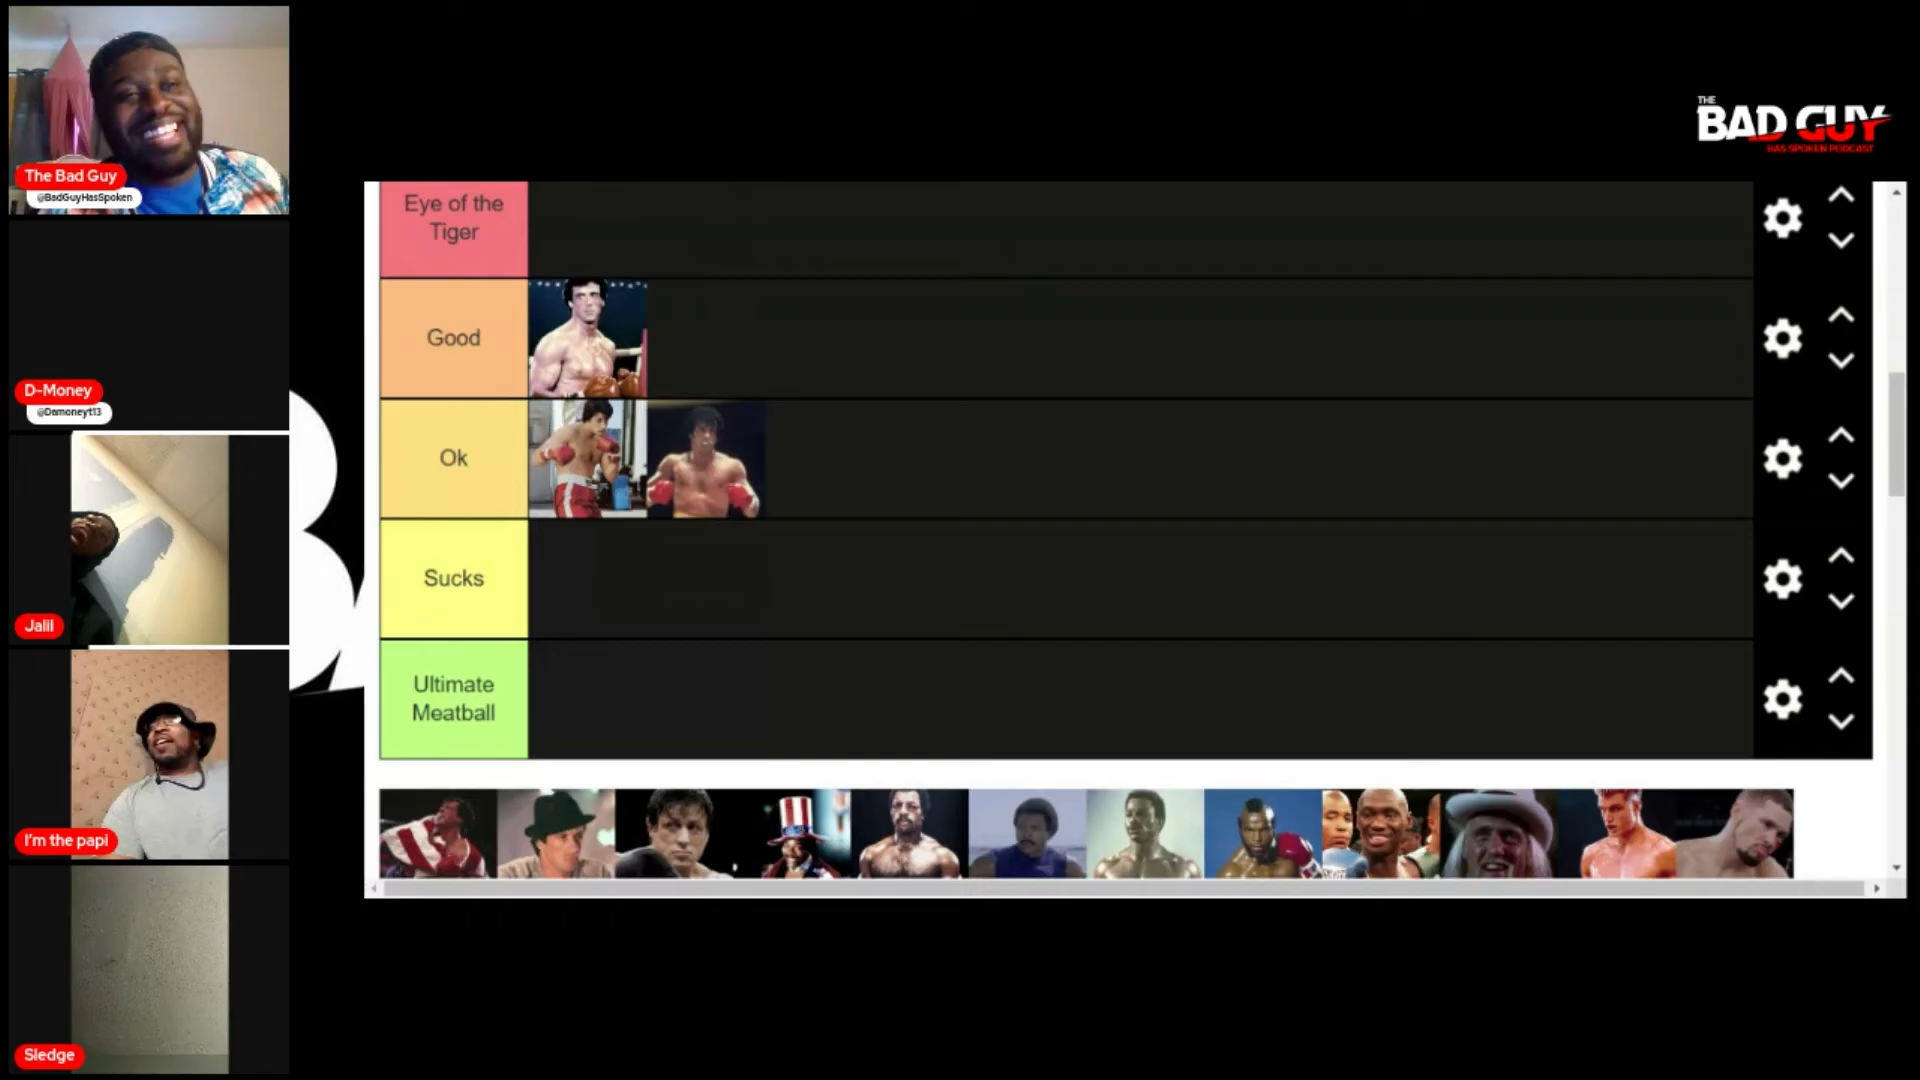 The Bad Guy
@BadGuyHasSpoken
D-Money
@Damoneyt13
Jalil
I'm the papi
Sledge
THE
BAD GUY
HAS SPOKEN PODCAST
Eye of the
Tiger
Good
Ok
Sucks
Ultimate
Meatball